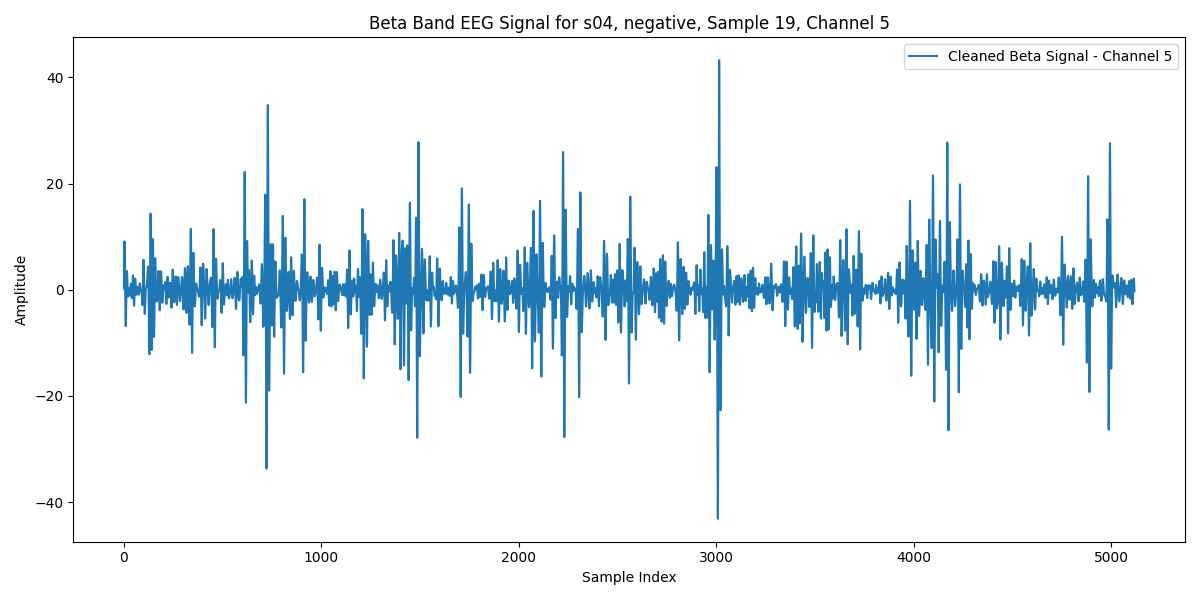 Beta Band EEG Signal for s04, negative, Sample 19, Channel 5
Cleaned Beta Signal - Channel 5
Amplitude
40
20
0
−20
−40
0 1000 2000 3000 4000 5000
Sample Index